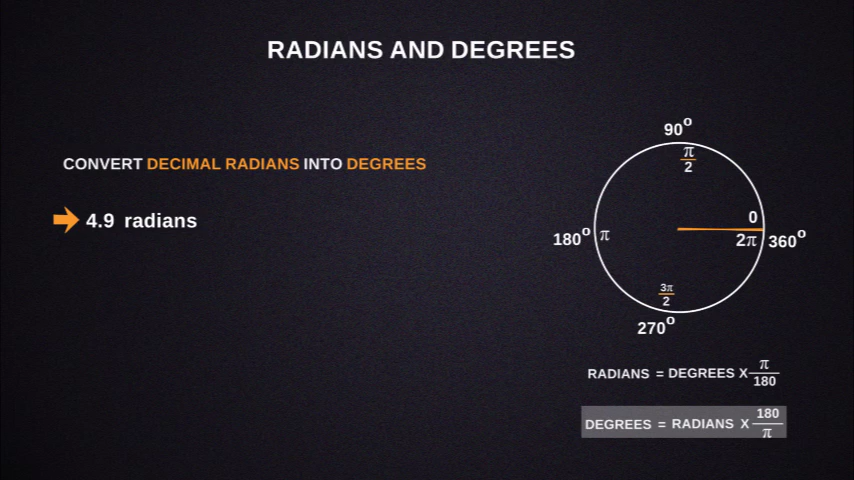 RADIANS AND DEGREES
CONVERT DECIMAL RADIANS INTO DEGREES
4.9 radians
90°
π/2
0
180° π
2π 360°
3π/2
270°
RADIANS = DEGREES X π/180
DEGREES = RADIANS X 180/π